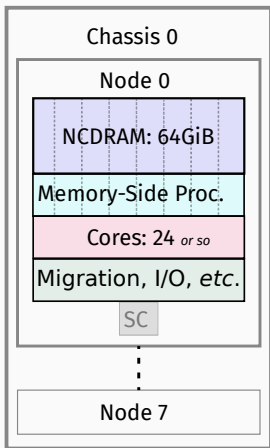 Chassis 0
Node 0
NCDRAM: 64GiB
Memory-Side Proc.
Cores: 24 or so
Migration, I/O, etc.
SC
Node 7